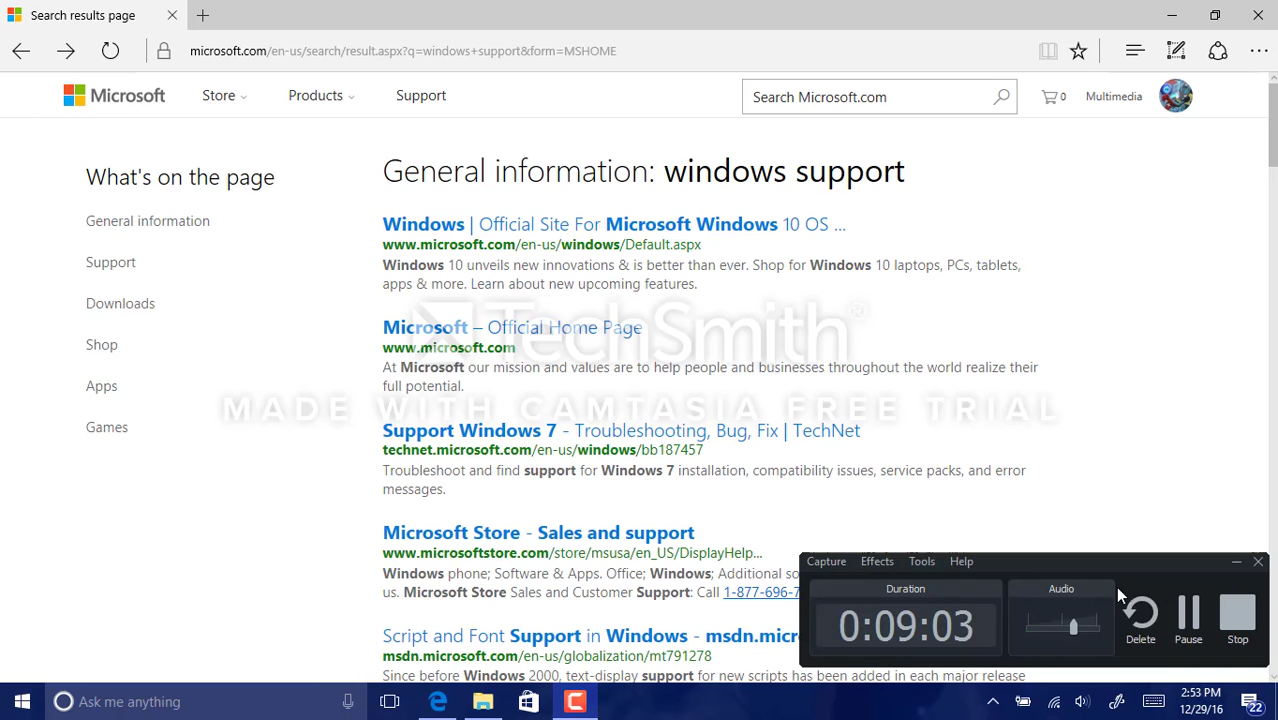 Search results page
microsoft.com/en-us/search/result.aspx?q=windows+support&form=MSHOME
Microsoft
Store
Products
Support
Search Microsoft.com
0
Multimedia
What's on the page
General information
Support
Downloads
Shop
Apps
Games
General information: windows support
Windows | Official Site For Microsoft Windows 10 OS ...
www.microsoft.com/en-us/windows/Default.aspx
Windows 10 unveils new innovations & is better than ever. Shop for Windows 10 laptops, PCs, tablets,
apps & more. Learn about new upcoming features.
Microsoft – Official Home Page
www.microsoft.com
At Microsoft our mission and values are to help people and businesses throughout the world realize their
full potential.
TechSmith®
MADE WITH CAMTASIA FREE TRIAL
Support Windows 7 - Troubleshooting, Bug, Fix | TechNet
technet.microsoft.com/en-us/windows/bb187457
Troubleshoot and find support for Windows 7 installation, compatibility issues, service packs, and error
messages.
Microsoft Store - Sales and support
www.microsoftstore.com/store/msusa/en_US/DisplayHelp...
Windows phone; Software & Apps. Office; Windows; Additional so
us. Microsoft Store Sales and Customer Support: Call 1-877-696-7
Script and Font Support in Windows - msdn.micr
msdn.microsoft.com/en-us/globalization/mt791278
Since before Windows 2000, text-display support for new scripts has been added in each major release
Capture
Effects
Tools
Help
Duration
0:09:03
Audio
Delete
Pause
Stop
Ask me anything
2:53 PM
12/29/16
22